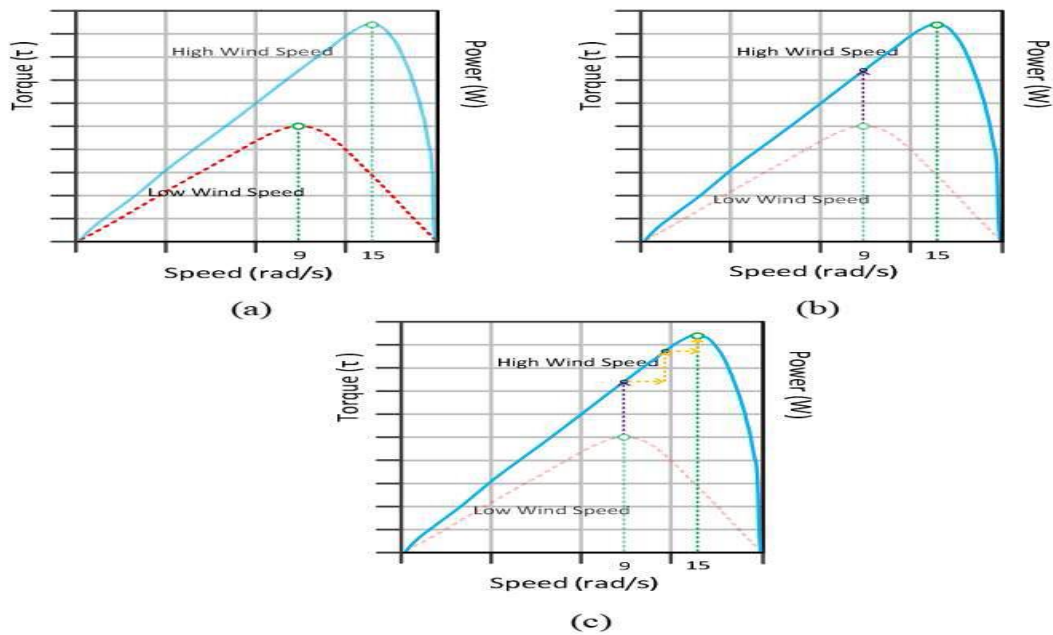 Torque (τ)
High Wind Speed
Low Wind Speed
Power (W)
9
15
Speed (rad/s)
(a)
Torque (τ)
High Wind Speed
Low Wind Speed
Power (W)
9
15
Speed (rad/s)
(b)
Torque (τ)
High Wind Speed
Low Wind Speed
Power (W)
9
15
Speed (rad/s)
(c)